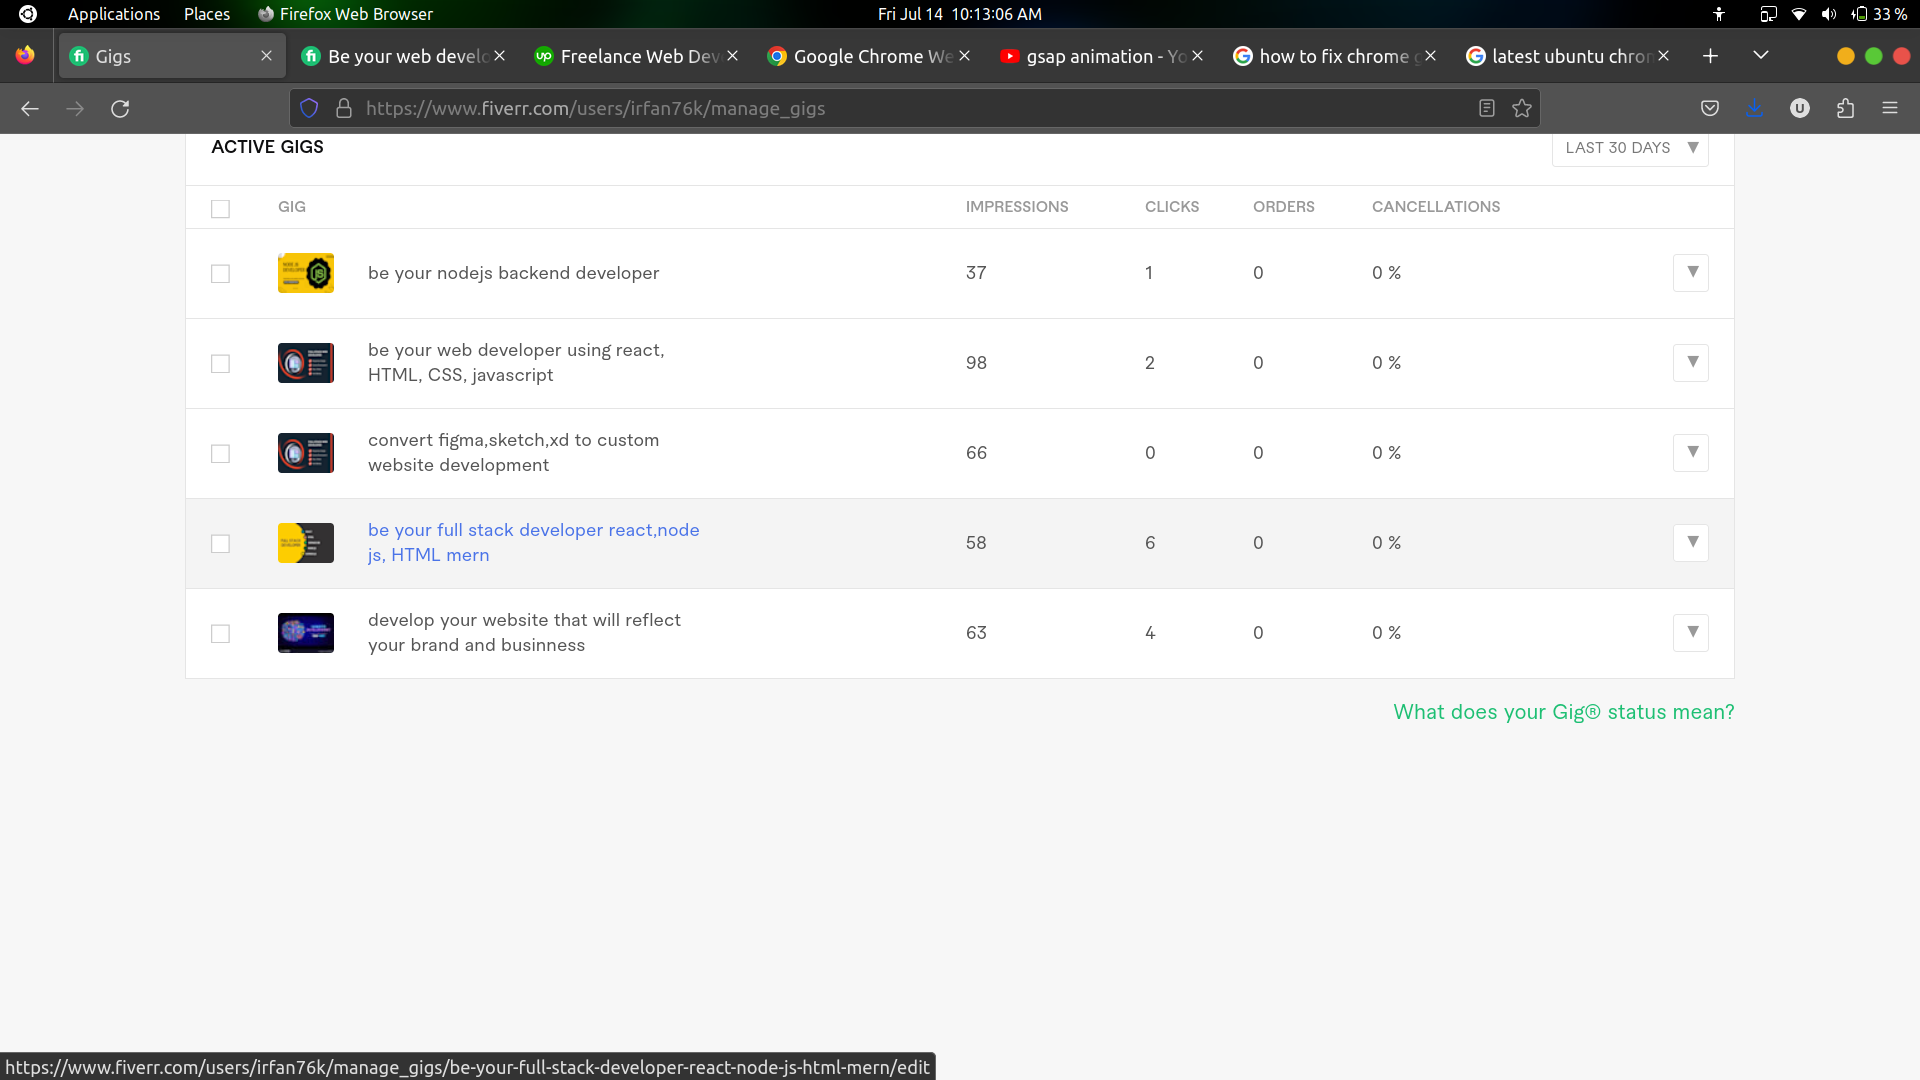 Applications Places Firefox Web Browser Fri Jul 14 10:13:06 AM 33 %
Gigs Be your web develo Freelance Web Dev Google Chrome We gsap animation - Yo how to fix chrome g latest ubuntu chron
https://www.fiverr.com/users/irfan76k/manage_gigs
ACTIVE GIGS LAST 30 DAYS
GIG IMPRESSIONS CLICKS ORDERS CANCELLATIONS
be your nodejs backend developer 37 1 0 0 %
be your web developer using react,
HTML, CSS, javascript 98 2 0 0 %
convert figma,sketch,xd to custom
website development 66 0 0 0 %
be your full stack developer react,node
js, HTML mern 58 6 0 0 %
develop your website that will reflect
your brand and businness 63 4 0 0 %
What does your Gig® status mean?
https://www.fiverr.com/users/irfan76k/manage_gigs/be-your-full-stack-developer-react-node-js-html-mern/edit